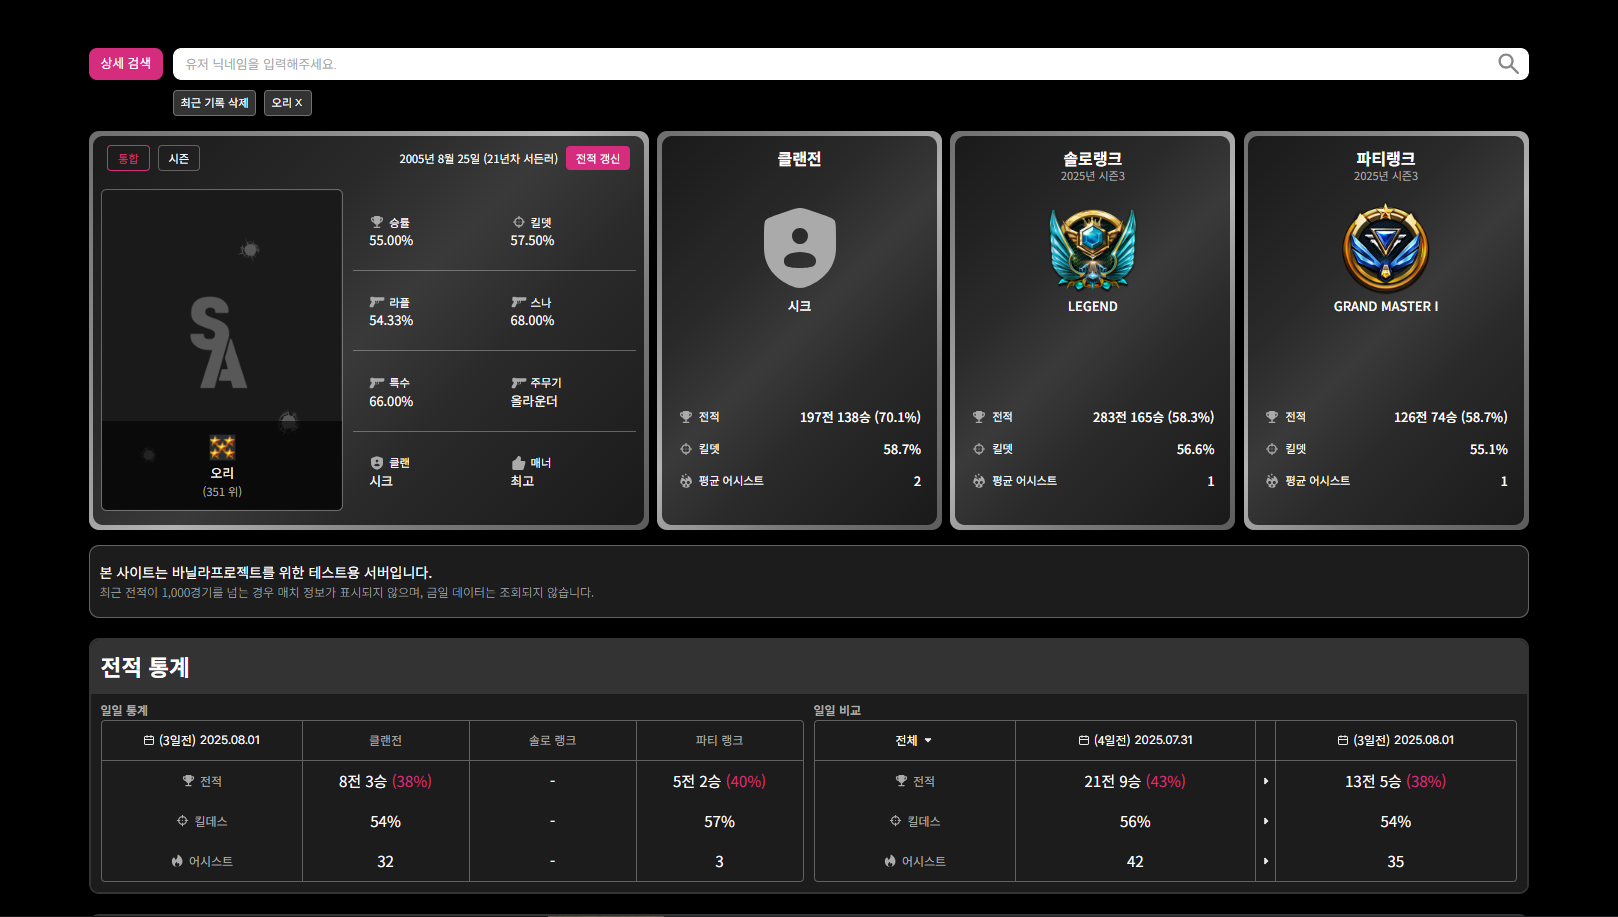 상세 검색
유저 닉네임을 입력해주세요.
최근 기록 삭제
오리 X
통합
시즌
2005년 8월 25일 (21년차 서든러)
전적 갱신
SA
오리
(351 위)
승률
55.00%
킬뎃
57.50%
라플
54.33%
스나
68.00%
특수
66.00%
주무기
올라운더
클랜
시크
매너
최고
클랜전
시크
전적
197전 138승 (70.1%)
킬뎃
58.7%
평균 어시스트
2
솔로랭크
2025년 시즌3
LEGEND
전적
283전 165승 (58.3%)
킬뎃
56.6%
평균 어시스트
1
파티랭크
2025년 시즌3
GRAND MASTER I
전적
126전 74승 (58.7%)
킬뎃
55.1%
평균 어시스트
1
본 사이트는 바닐라프로젝트를 위한 테스트용 서버입니다.
최근 전적이 1,000경기를 넘는 경우 매치 정보가 표시되지 않으며, 금일 데이터는 조회되지 않습니다.
전적 통계
일일 통계
(3일전) 2025.08.01
클랜전
솔로 랭크
파티 랭크
전적
8전 3승 (38%)
-
5전 2승 (40%)
킬데스
54%
-
57%
어시스트
32
-
3
일일 비교
전체
(4일전) 2025.07.31
(3일전) 2025.08.01
전적
21전 9승 (43%)
13전 5승 (38%)
킬데스
56%
54%
어시스트
42
35